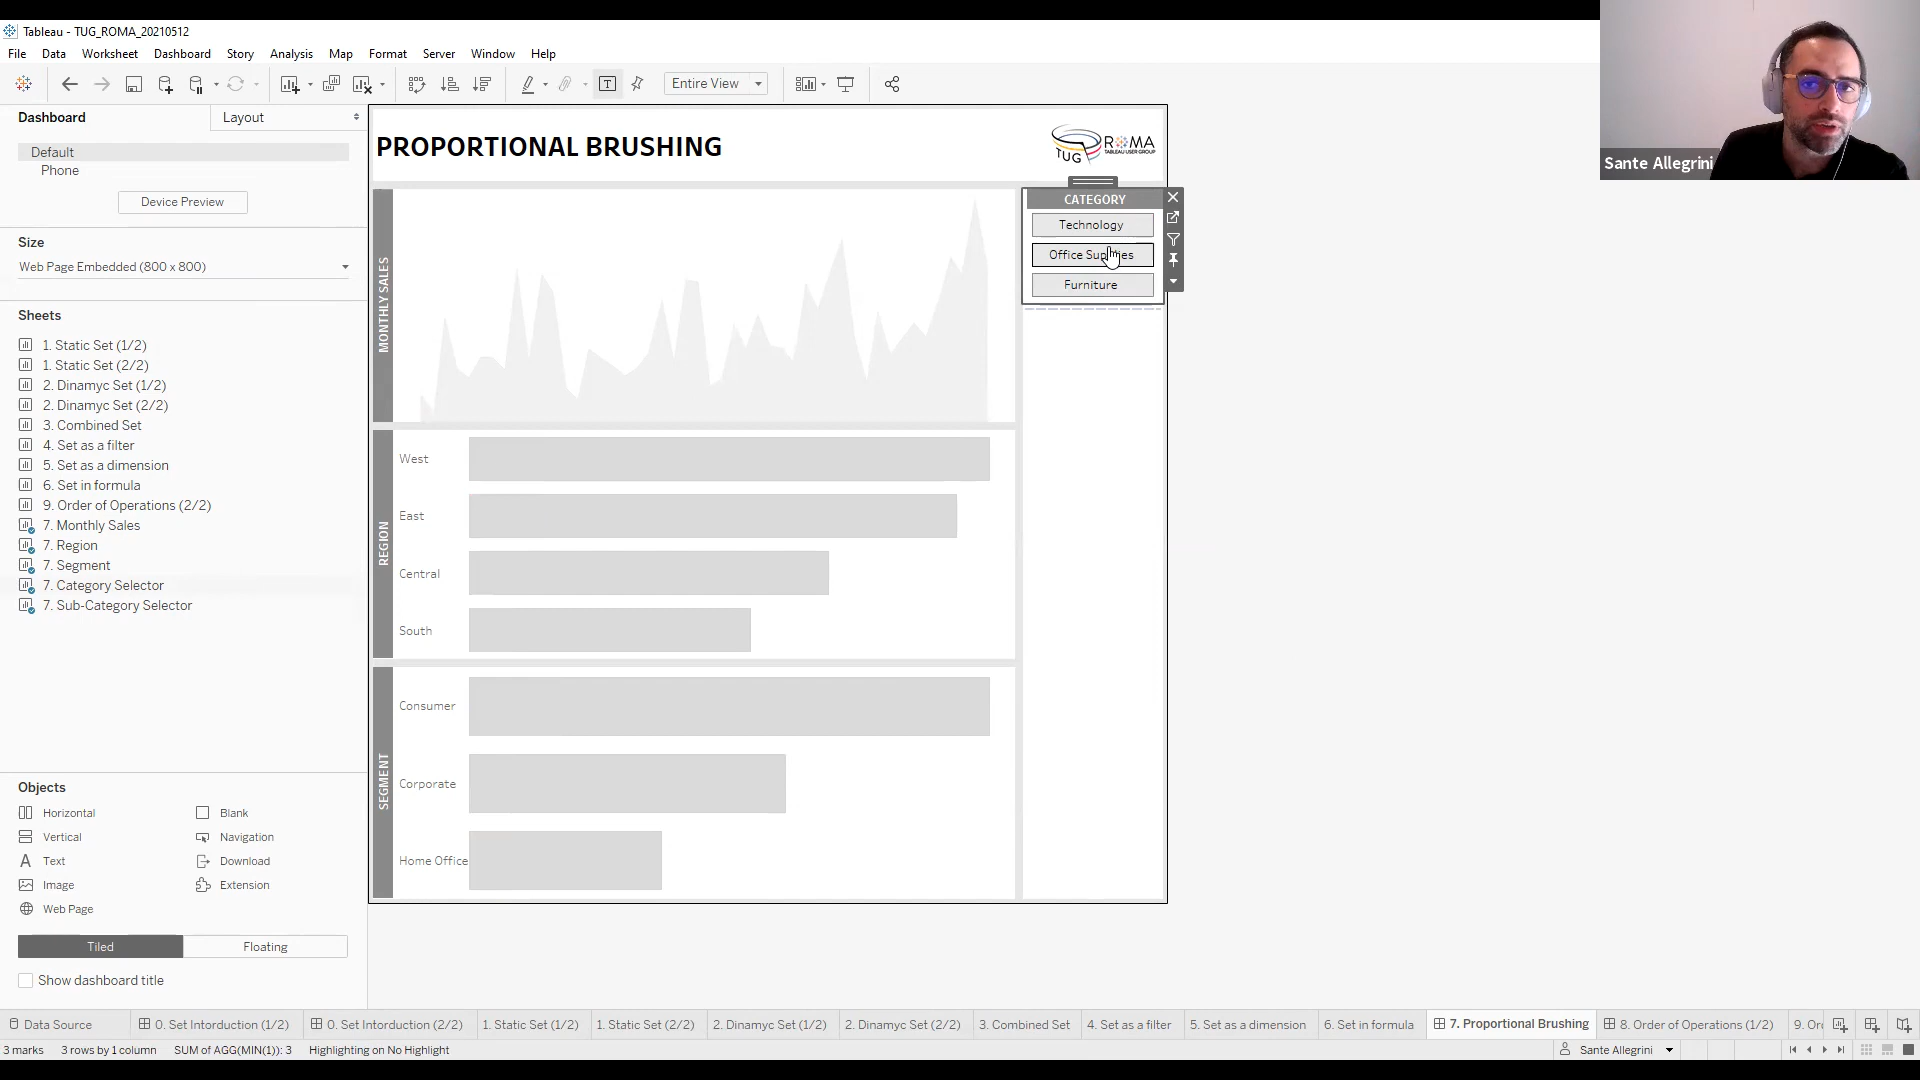 Tableau - TUG_ROMA_20210512
File Data Worksheet Dashboard Story Analysis Map Format Server Window Help
Entire View
Dashboard
Layout
Default
Phone
Device Preview
Size
Web Page Embedded (800 x 800)
Sheets
1. Static Set (1/2)
1. Static Set (2/2)
2. Dinamyc Set (1/2)
2. Dinamyc Set (2/2)
3. Combined Set
4. Set as a filter
5. Set as a dimension
6. Set in formula
9. Order of Operations (2/2)
7. Monthly Sales
7. Region
7. Segment
7. Category Selector
7. Sub-Category Selector
Objects
Horizontal
Blank
Vertical
Navigation
Text
Download
Image
Extension
Web Page
Tiled
Floating
Show dashboard title
PROPORTIONAL BRUSHING
TUG
ROMA
TABLEAU USER GROUP
MONTHLY SALES
CATEGORY
Technology
Office Supplies
Furniture
REGION
West
East
Central
South
SEGMENT
Consumer
Corporate
Home Office
Sante Allegrini
Data Source
0. Set Intorduction (1/2)
0. Set Intorduction (2/2)
1. Static Set (1/2)
1. Static Set (2/2)
2. Dinamyc Set (1/2)
2. Dinamyc Set (2/2)
3. Combined Set
4. Set as a filter
5. Set as a dimension
6. Set in formula
7. Proportional Brushing
8. Order of Operations (1/2)
9. Or
3 marks
3 rows by 1 column
SUM of AGG(MIN(1)): 3
Highlighting on No Highlight
Sante Allegrini